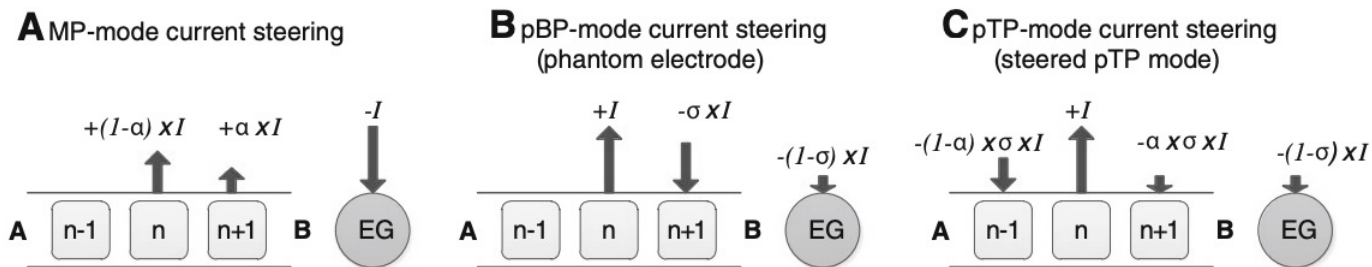 A MP-mode current steering
+(1-α) xI
+α xI
-I
A
n-1
n
n+1
B
EG
B pBP-mode current steering
(phantom electrode)
+I
-σ xI
-(1-σ) xI
A
n-1
n
n+1
B
EG
C pTP-mode current steering
(steered pTP mode)
-(1-α) xσ xI
+I
-α xσ xI
-(1-σ) xI
A
n-1
n
n+1
B
EG